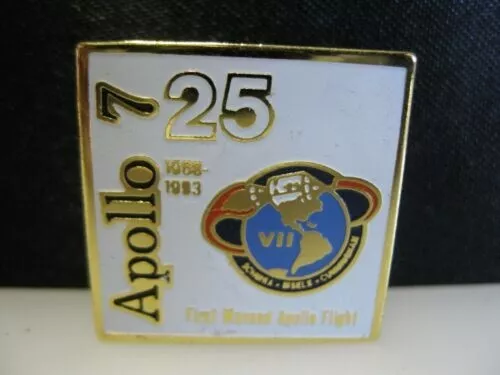 Apollo 7
25
1968-
1993
VII
SCHIRRA • EISELE • CUNNINGHAM
First Manned Apollo Flight